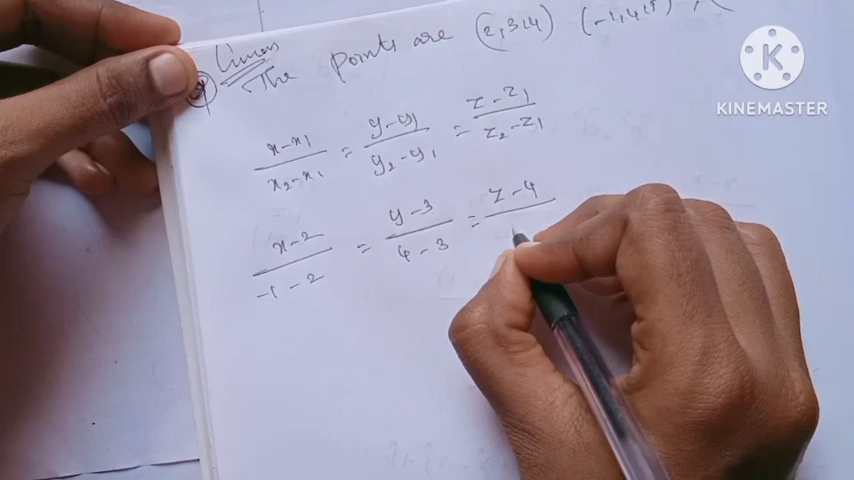 Given
The points are (2,3,4) (-1,4,5), (
x-x1/x2-x1 = y-y1/y2-y1 = z-z1/z2-z1
x-2/-1-2 = y-3/4-3 = z-4/
K
KINEMASTER